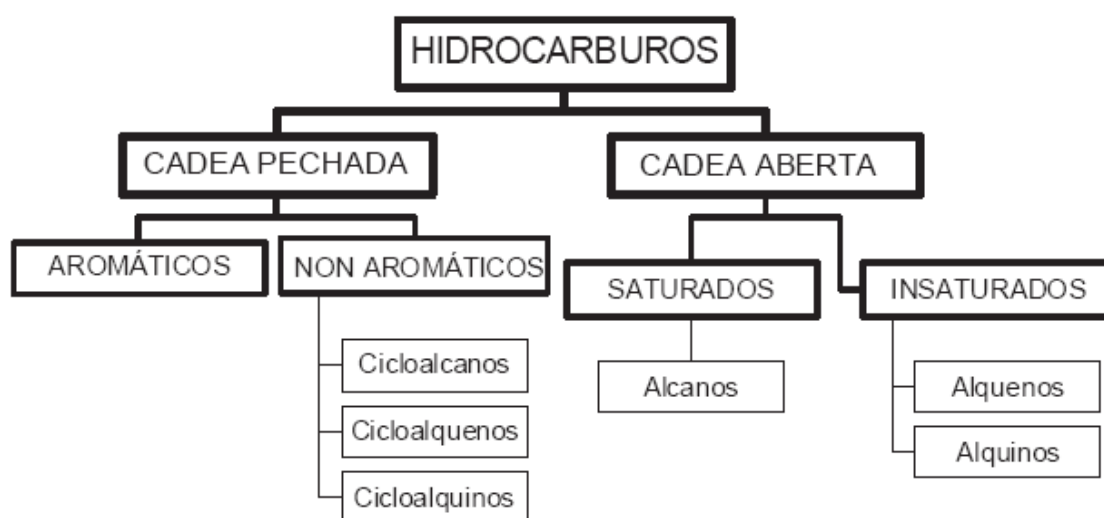 HIDROCARBUROS
CADEA PECHADA
CADEA ABERTA
AROMÁTICOS
NON AROMÁTICOS
SATURADOS
INSATURADOS
Cicloalcanos
Cicloalquenos
Cicloalquinos
Alcanos
Alquenos
Alquinos